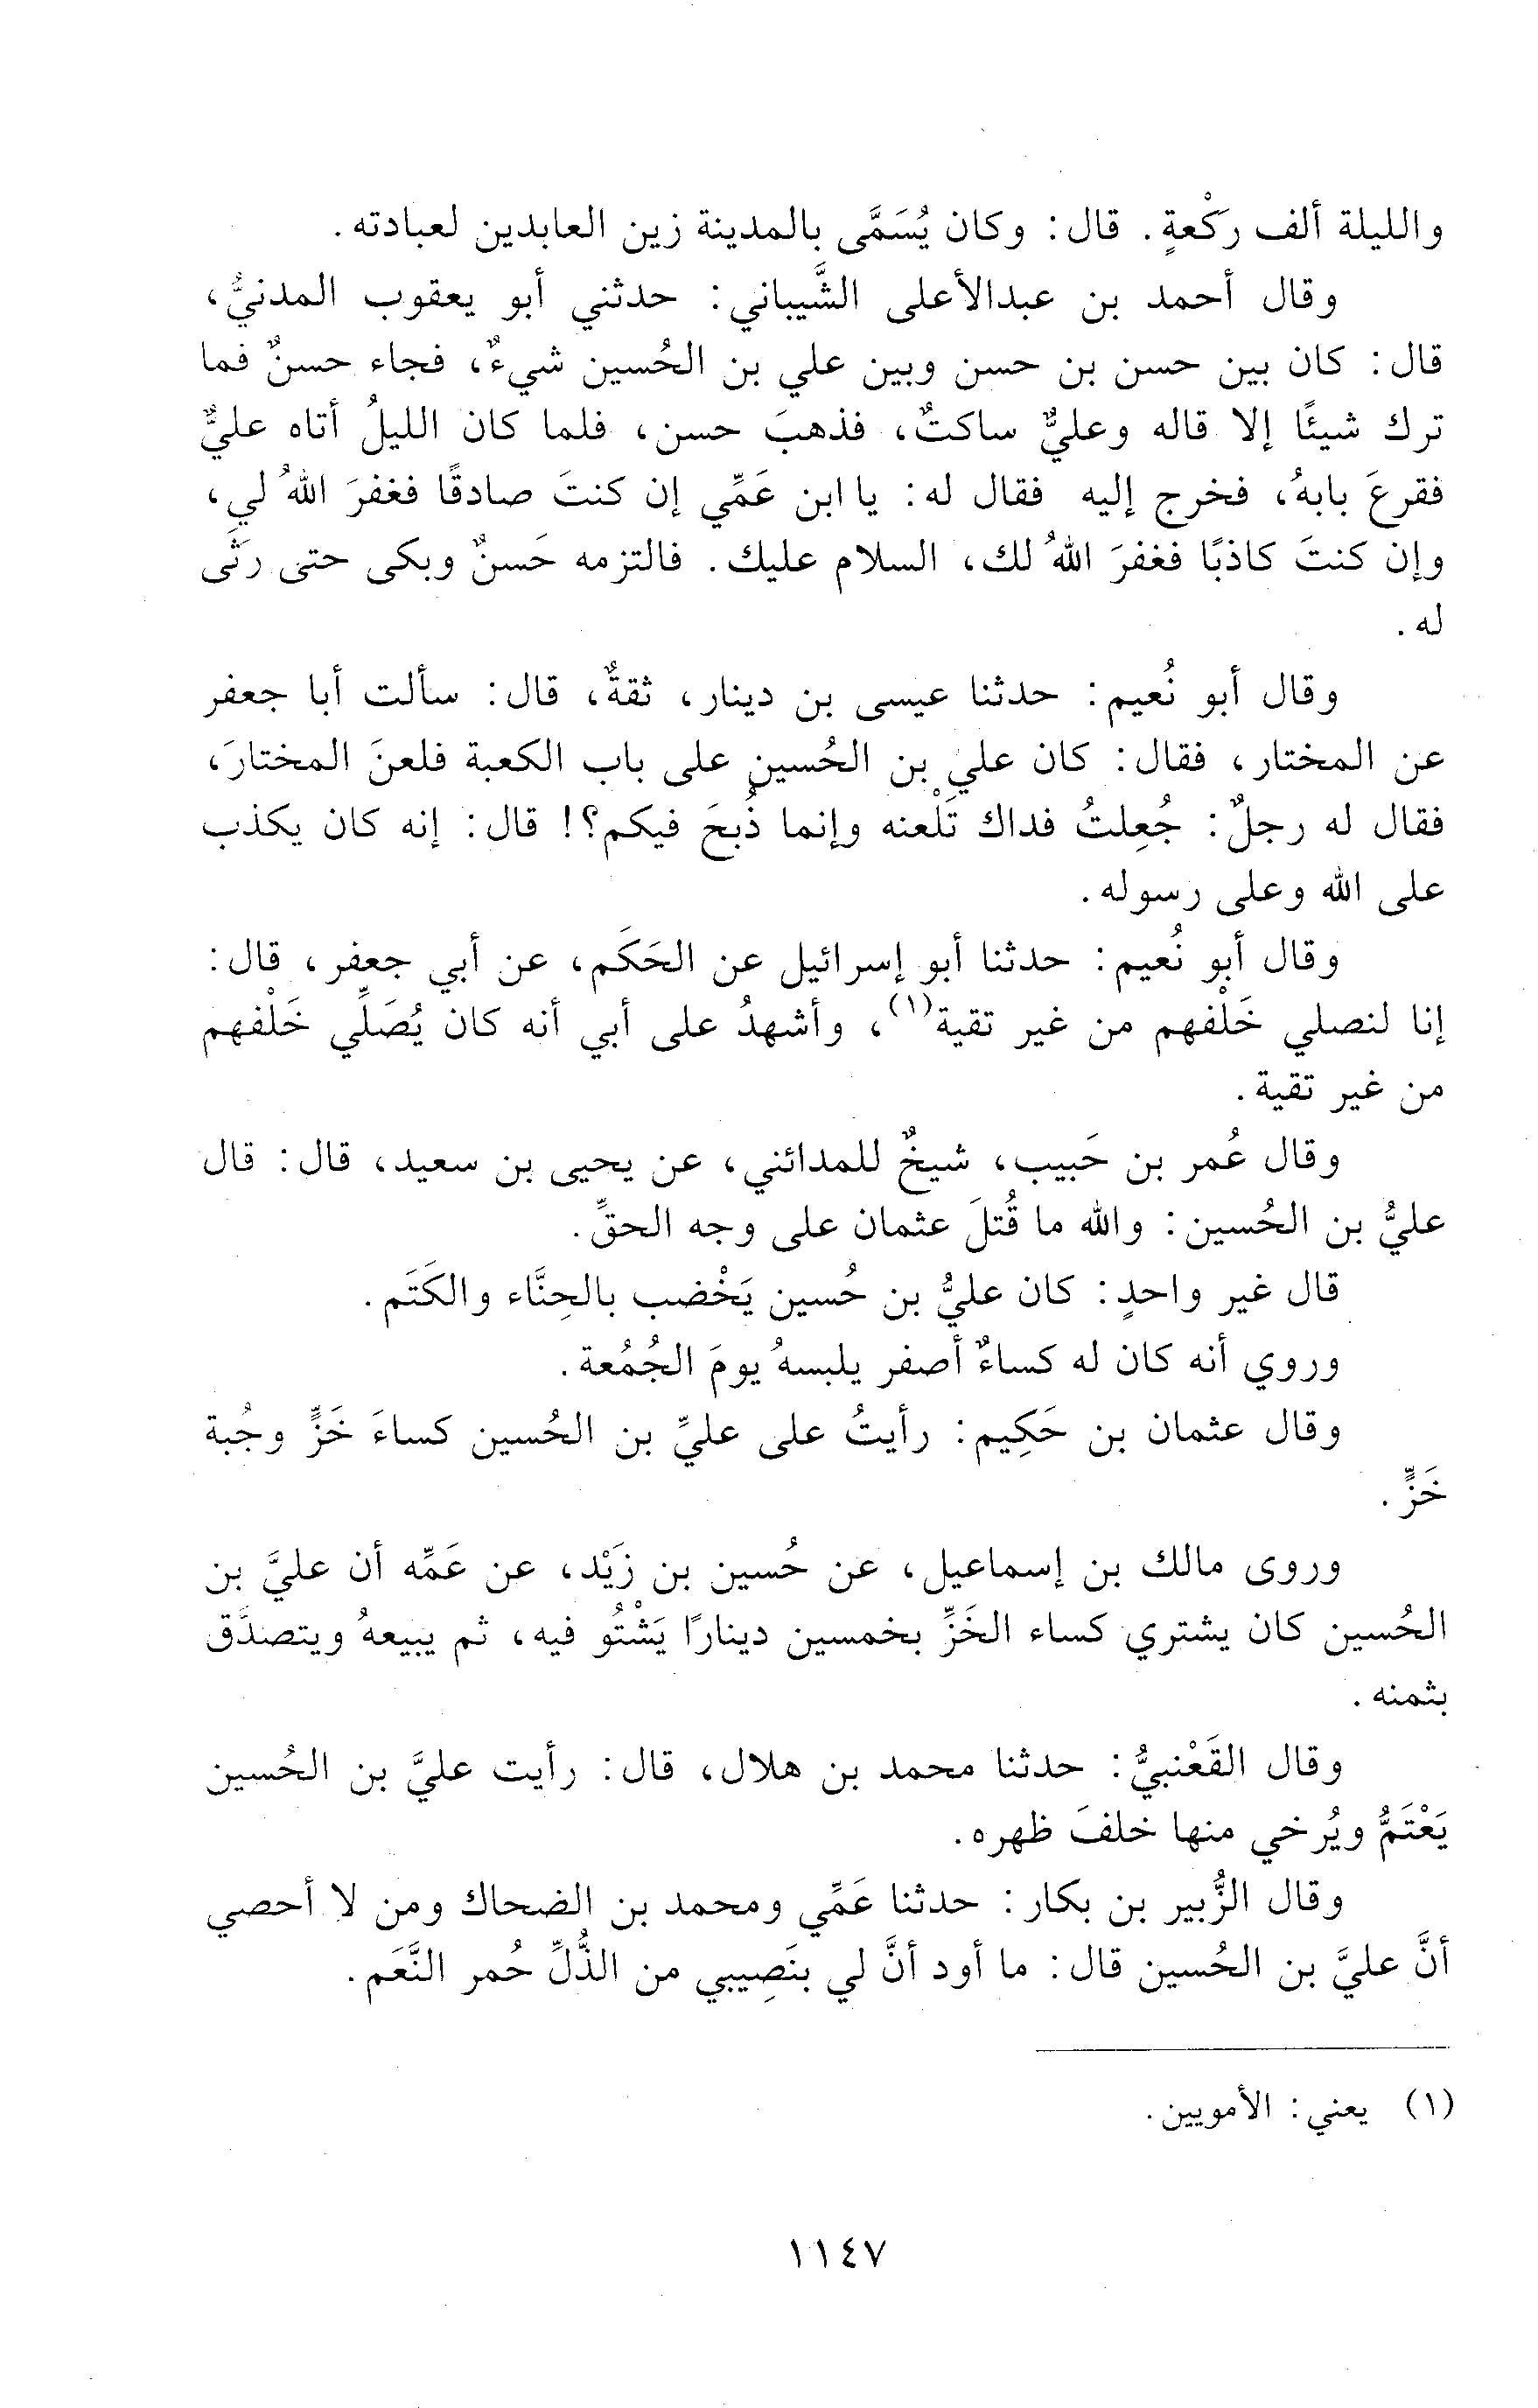 والليلة ألف ركْعةٍ. قال: وكان يُسَمَّى بالمدينة زين العابدين لعبادته.
وقال أحمد بن عبدالأعلى الشَّيباني: حدثني أبو يعقوب المدنيُّ،
قال: كان بين حسن بن حسن وبين علي بن الحُسين شيءٌ، فجاء حسنٌ فما
ترك شيئًا إلا قاله وعليٌّ ساكتٌ، فذهبَ حسن، فلما كان الليلُ أتاه عليٌّ
فقرعَ بابهُ، فخرج إليه فقال له: يا ابن عَمِّي إن كنتَ صادقًا فغفرَ اللهُ لي،
وإن كنتَ كاذبًا فغفرَ اللهُ لك، السلام عليك. فالتزمه حَسنٌ وبكى حتى رَثَى
له.
وقال أبو نُعيم: حدثنا عيسى بن دينار، ثقةٌ، قال: سألت أبا جعفر
عن المختار، فقال: كان علي بن الحُسين على باب الكعبة فلعنَ المختارَ،
فقال له رجلٌ: جُعِلتُ فداك تَلْعنه وإنما ذُبحَ فيكم؟! قال: إنه كان يكذب
على الله وعلى رسوله.
وقال أبو نُعيم: حدثنا أبو إسرائيل عن الحَكَم، عن أبي جعفر، قال:
إنا لنصلي خَلْفهم من غير تقية(١)، وأشهدُ على أبي أنه كان يُصَلِّي خَلْفهم
من غير تقية.
وقال عُمر بن حَبيب، شيخٌ للمدائني، عن يحيى بن سعيد، قال: قال
عليُّ بن الحُسين: والله ما قُتلَ عثمان على وجه الحقِّ.
قال غير واحدٍ: كان عليُّ بن حُسين يَخْضب بالحِنَّاء والكَتَم.
وروي أنه كان له كساءٌ أصفر يلبسهُ يومَ الجُمُعة.
وقال عثمان بن حَكِيم: رأيتُ على عليِّ بن الحُسين كساءَ خَزٍّ وجُبة
خَزٍّ.
وروى مالك بن إسماعيل، عن حُسين بن زَيْد، عن عَمِّه أن عليَّ بن
الحُسين كان يشتري كساء الخَزِّ بخمسين دينارًا يَشْتُو فيه، ثم يبيعهُ ويتصدَّق
بثمنه.
وقال القَعْنبيُّ: حدثنا محمد بن هلال، قال: رأيت عليَّ بن الحُسين
يَعْتَمُّ ويُرخي منها خلفَ ظهره.
وقال الزُّبير بن بكار: حدثنا عَمِّي ومحمد بن الضحاك ومن لا أحصي
أنَّ عليَّ بن الحُسين قال: ما أود أنَّ لي بنَصِيبي من الذُّلِّ حُمر النَّعَم.
(١) يعني: الأمويين.
١١٤٧